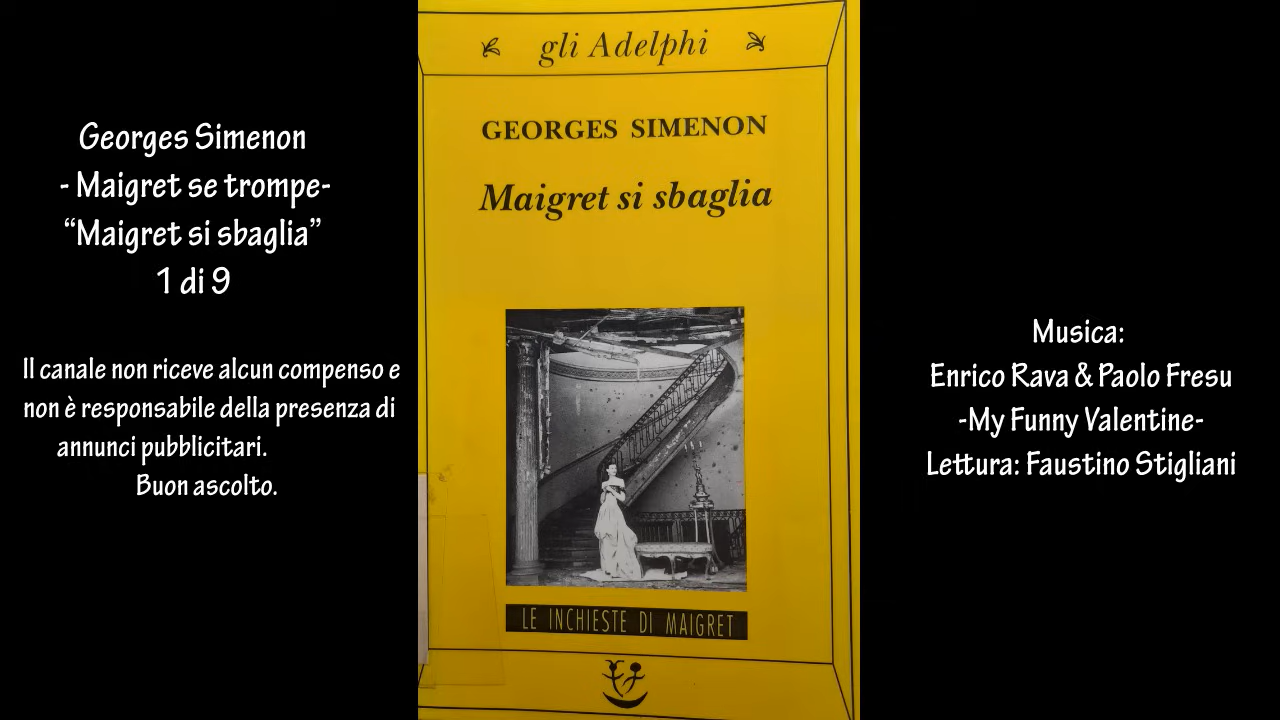 Georges Simenon
- Maigret se trompe-
“Maigret si sbaglia”
1 di 9
Il canale non riceve alcun compenso e
non è responsabile della presenza di
annunci pubblicitari.
Buon ascolto.
gli Adelphi
GEORGES SIMENON
Maigret si sbaglia
LE INCHIESTE DI MAIGRET
Musica:
Enrico Rava & Paolo Fresu
-My Funny Valentine-
Lettura: Faustino Stigliani